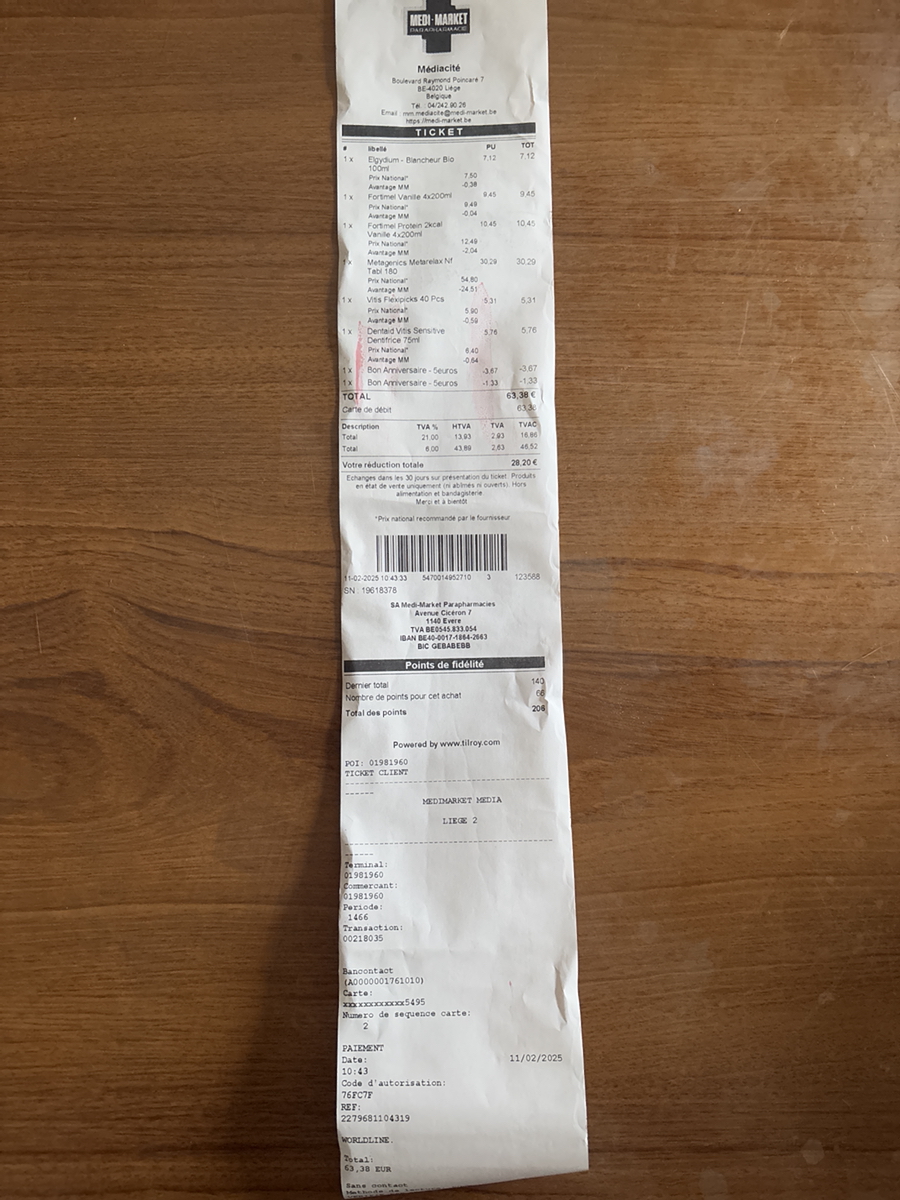 MEDI-MARKET
PARAPHARMACIE
Médiacité
Boulevard Raymond Poincaré 7
BE-4020 Liège
Belgique
Tél : 04/242.90.26
Email : mm.mediacite@medi-market.be
https://medi-market.be
TICKET
# libellé PU TOT
1 x Elgydium - Blancheur Bio 7,12 7,12
100ml
Prix National* 7,50
Avantage MM -0,38
1 x Fortimel Vanille 4x200ml 9,45 9,45
Prix National* 9,49
Avantage MM -0,04
1 x Fortimel Protein 2kcal 10,45 10,45
Vanille 4x200ml
Prix National* 12,49
Avantage MM -2,04
1 x Metagenics Metarelax Nf 30,29 30,29
Tabl 180
Prix National* 54,80
Avantage MM -24,51
1 x Vitis Flexipicks 40 Pcs 5,31 5,31
Prix National* 5,90
Avantage MM -0,59
1 x Dentaid Vitis Sensitive 5,76 5,76
Dentifrice 75ml
Prix National* 6,40
Avantage MM -0,64
1 x Bon Anniversaire - 5euros -3,67 -3,67
1 x Bon Anniversaire - 5euros -1,33 -1,33
TOTAL 63,38 €
Carte de débit 63,38
Description TVA % HTVA TVA TVAC
Total 21,00 13,93 2,93 16,86
Total 6,00 43,89 2,63 46,52
Votre réduction totale 28,20 €
Echanges dans les 30 jours sur présentation du ticket. Produits
en état de vente uniquement (ni abîmés ni ouverts). Hors
alimentation et bandagisterie
Merci et à bientôt
*Prix national recommandé par le fournisseur
11-02-2025 10:43:33 5470014952710 3 123568
SN : 19618378
SA Medi-Market Parapharmacies
Avenue Cicéron 7
1140 Evere
TVA BE0545.833.054
IBAN BE40-0017-1864-2663
BIC GEBABEBB
Points de fidélité
Dernier total 140
Nombre de points pour cet achat 66
Total des points 206
Powered by www.tilroy.com
POI: 01981960
TICKET CLIENT
MEDIMARKET MEDIA
LIEGE 2
Terminal:
01981960
Commercant:
01981960
Periode:
1466
Transaction:
00218035
Bancontact
(A0000001761010)
Carte:
xxxxxxxxxxxx5495
Numero de sequence carte:
2
PAIEMENT
Date: 11/02/2025
10:43
Code d'autorisation:
76FC7F
REF:
2279681104319
WORLDLINE.
Total:
63,38 EUR
Sans contact
Methode de